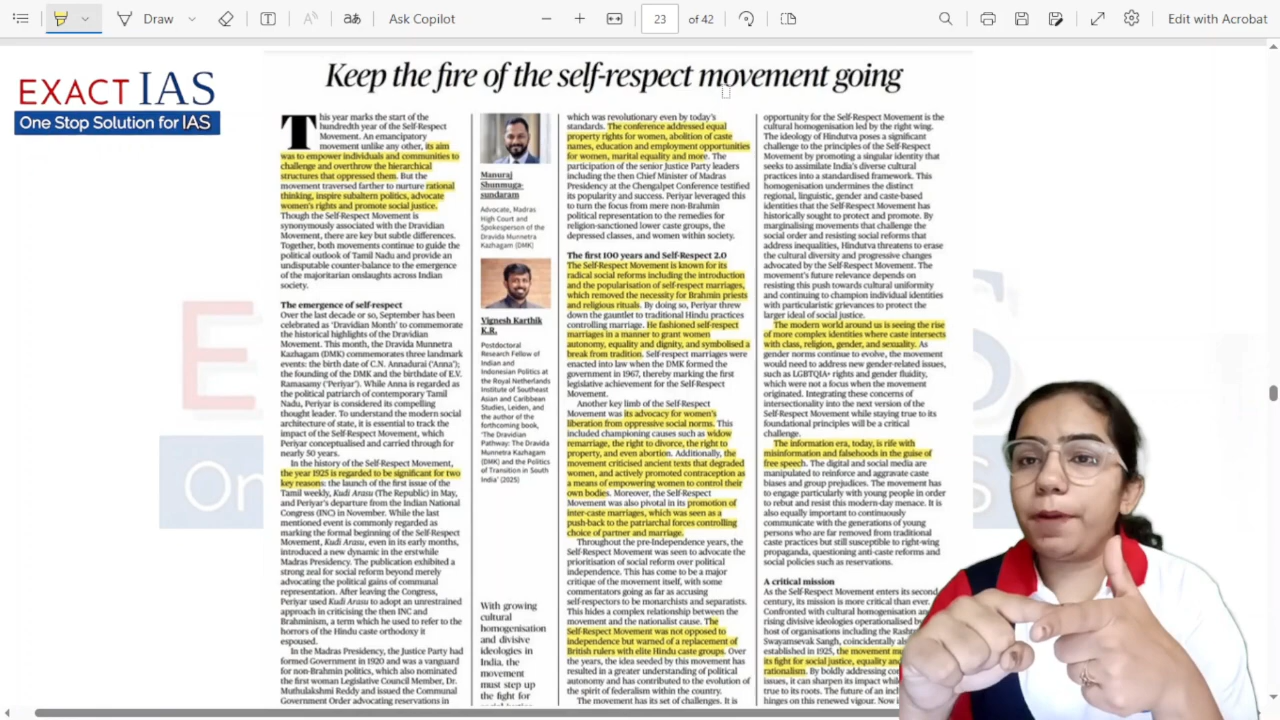 Draw
Ask Copilot
23
of 42
Edit with Acrobat
EXACT IAS
One Stop Solution for IAS
Keep the fire of the self-respect movement going
This year marks the start of the
hundredth year of the Self-Respect
Movement. An emancipatory
movement unlike any other, its aim
was to empower individuals and communities to
challenge and overthrow the hierarchical
structures that oppressed them. But the
movement traversed farther to nurture rational
thinking, inspire subaltern politics, advocate
women's rights and promote social justice.
Though the Self-Respect Movement is
synonymously associated with the Dravidian
Movement, there are key but subtle differences.
Together, both movements continue to guide the
political outlook of Tamil Nadu and provide an
undisputable counter-balance to the emergence
of the majoritarian onslaughts across Indian
society.
The emergence of self-respect
Over the last decade or so, September has been
celebrated as 'Dravidian Month' to commemorate
the historical highlights of the Dravidian
Movement. This month, the Dravida Munnetra
Kazhagam (DMK) commemorates three landmark
events: the birth date of C.N. Annadurai ('Anna');
the founding of the DMK and the birthdate of E.V.
Ramasamy ('Periyar'). While Anna is regarded as
the political patriarch of contemporary Tamil
Nadu, Periyar is considered its compelling
thought leader. To understand the modern social
architecture of state, it is essential to track the
impact of the Self-Respect Movement, which
Periyar conceptualised and carried through for
nearly 50 years.
In the history of the Self-Respect Movement,
the year 1925 is regarded to be significant for two
key reasons: the launch of the first issue of the
Tamil weekly, Kudi Arasu (The Republic) in May,
and Periyar's departure from the Indian National
Congress (INC) in November. While the last
mentioned event is commonly regarded as
marking the formal beginning of the Self-Respect
Movement, Kudi Arasu, even in its early months,
introduced a new dynamic in the erstwhile
Madras Presidency. The publication exhibited a
strong zeal for social reform beyond merely
advocating the political gains of communal
representation. After leaving the Congress,
Periyar used Kudi Arasu to adopt an unrestrained
approach in criticising the then INC and
Brahminism, a term which he used to refer to the
horrors of the Hindu caste orthodoxy it
espoused.
In the Madras Presidency, the Justice Party had
formed Government in 1920 and was a vanguard
for non-Brahmin politics, which also nominated
the first woman Legislative Council Member, Dr.
Muthulakshmi Reddy and issued the Communal
Government Order advocating reservations in
Manuraj
Shunmuga-
sundaram
Advocate, Madras
High Court and
Spokesperson of the
Dravida Munnetra
Kazhagam (DMK)
Vignesh Karthik
K.R.
Postdoctoral
Research Fellow of
Indian and
Indonesian Politics at
the Royal Netherlands
Institute of Southeast
Asian and Caribbean
Studies, Leiden, and
the author of the
forthcoming book,
'The Dravidian
Pathway: The Dravida
Munnetra Kazhagam
(DMK) and the Politics
of Transition in South
India' (2025)
With growing
cultural
homogenisation
and divisive
ideologies in
India, the
movement
must step up
the fight for
which was revolutionary even by today's
standards. The conference addressed equal
property rights for women, abolition of caste
names, education and employment opportunities
for women, marital equality and more. The
participation of the senior Justice Party leaders
including the then Chief Minister of Madras
Presidency at the Chengalpet Conference testified
its popularity and success. Periyar leveraged this
to turn the focus from mere non-Brahmin
political representation to the remedies for
religion-sanctioned lower caste groups, the
depressed classes, and women within society.
The first 100 years and Self-Respect 2.0
The Self-Respect Movement is known for its
radical social reforms including the introduction
and the popularisation of self-respect marriages,
which removed the necessity for Brahmin priests
and religious rituals. By doing so, Periyar threw
down the gauntlet to traditional Hindu practices
controlling marriage. He fashioned self-respect
marriages in a manner to grant women
autonomy, equality and dignity, and symbolised a
break from tradition. Self-respect marriages were
enacted into law when the DMK formed the
government in 1967, thereby marking the first
legislative achievement for the Self-Respect
Movement.
Another key limb of the Self-Respect
Movement was its advocacy for women's
liberation from oppressive social norms. This
included championing causes such as widow
remarriage, the right to divorce, the right to
property, and even abortion. Additionally, the
movement criticised ancient texts that degraded
women, and actively promoted contraception as
a means of empowering women to control their
own bodies. Moreover, the Self-Respect
Movement was also pivotal in its promotion of
inter-caste marriages, which was seen as a
push-back to the patriarchal forces controlling
choice of partner and marriage.
Throughout the pre-Independence years, the
Self-Respect Movement was seen to advocate the
prioritisation of social reform over political
independence. This has come to be a major
critique of the movement itself, with some
commentators going as far as accusing
self-respecters to be monarchists and separatists.
This hides a complex relationship between the
movement and the nationalist cause. The
Self-Respect Movement was not opposed to
independence but warned of a replacement of
British rulers with elite Hindu caste groups. Over
the years, the idea seeded by this movement has
resulted in a greater understanding of political
autonomy and has contributed to the evolution of
the spirit of federalism within the country.
The movement has its set of challenges. It is
opportunity for the Self-Respect Movement is the
cultural homogenisation led by the right wing.
The ideology of Hindutva poses a significant
challenge to the principles of the Self-Respect
Movement by promoting a singular identity that
seeks to assimilate India's diverse cultural
practices into a standardised framework. This
homogenisation undermines the distinct
regional, linguistic, gender and caste-based
identities that the Self-Respect Movement has
historically sought to protect and promote. By
marginalising movements that challenge the
social order and resisting social reforms that
address inequalities, Hindutva threatens to erase
the cultural diversity and progressive changes
advocated by the Self-Respect Movement. The
movement's future relevance depends on
resisting this push towards cultural uniformity
and continuing to champion individual identities
with particularistic grievances to protect the
larger ideal of social justice.
The modern world around us is seeing the rise
of more complex identities where caste intersects
with class, religion, gender, and sexuality. As
gender norms continue to evolve, the movement
would need to address new gender-related issues,
such as LGBTQIA+ rights and gender fluidity,
which were not a focus when the movement
originated. Integrating these concerns of
intersectionality into the next version of the
Self-Respect Movement while staying true to its
foundational principles will be a critical
challenge.
The information era, today, is rife with
misinformation and falsehoods in the guise of
free speech. The digital and social media are
manipulated to reinforce and aggravate caste
biases and group prejudices. The movement has
to engage particularly with young people in order
to rebut and resist this modern-day menace. It is
also equally important to continuously
communicate with the generations of young
persons who are far removed from traditional
caste practices but still susceptible to right-wing
propaganda, questioning anti-caste reforms and
social policies such as reservations.
A critical mission
As the Self-Respect Movement enters its second
century, its mission is more critical than ever.
Confronted with cultural homogenisation and
rising divisive ideologies operationalised by
host of organisations including the
Swayamsevak Sangh, coincidentally
established in 1925, the movement
its fight for social justice, equality
rationalism. By boldly addressing
issues, it can sharpen its impact while
true to its roots. The future of an
hinges on this renewed vigour. Now